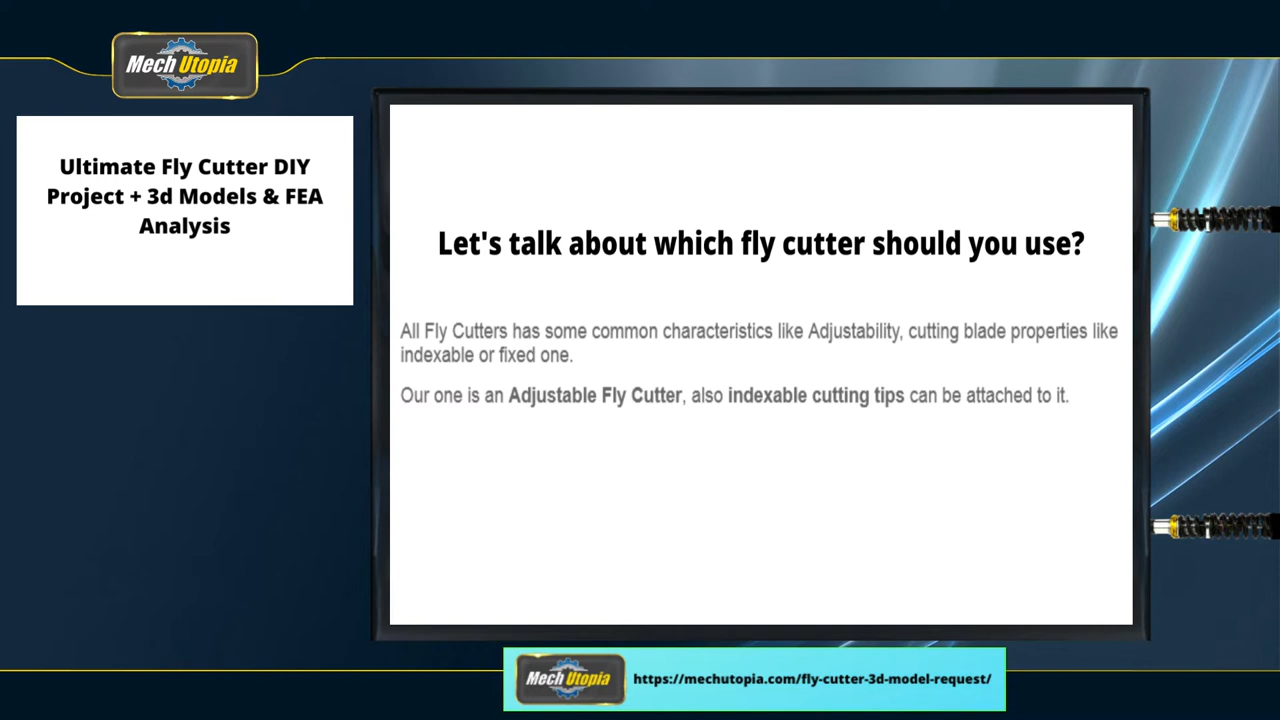 Mech Utopia
Ultimate Fly Cutter DIY
Project + 3d Models & FEA
Analysis
Let's talk about which fly cutter should you use?
All Fly Cutters has some common characteristics like Adjustability, cutting blade properties like
indexable or fixed one.
Our one is an Adjustable Fly Cutter, also indexable cutting tips can be attached to it.
Mech Utopia
https://mechutopia.com/fly-cutter-3d-model-request/